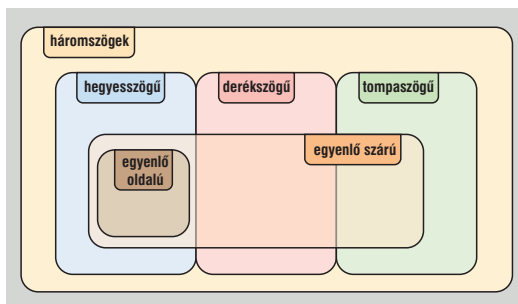 háromszögek
hegyesszögű
derékszögű
tompaszögű
egyenlő szárú
egyenlő
oldalú